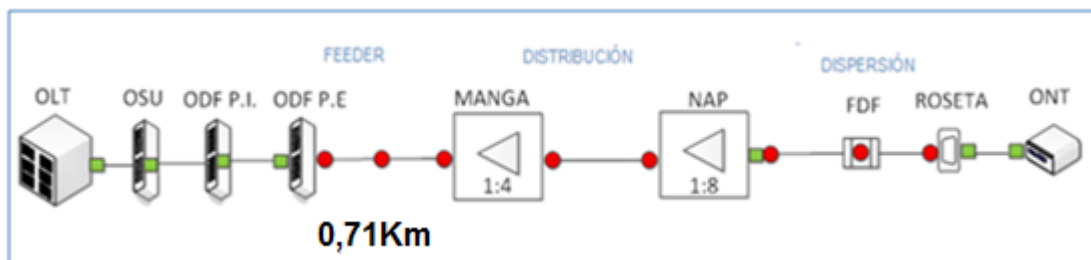 FEEDER
DISTRIBUCIÓN
DISPERSIÓN
OLT
OSU
ODF P.I.
ODF P.E
MANGA
NAP
FDF
ROSETA
ONT
1:4
1:8
0,71Km